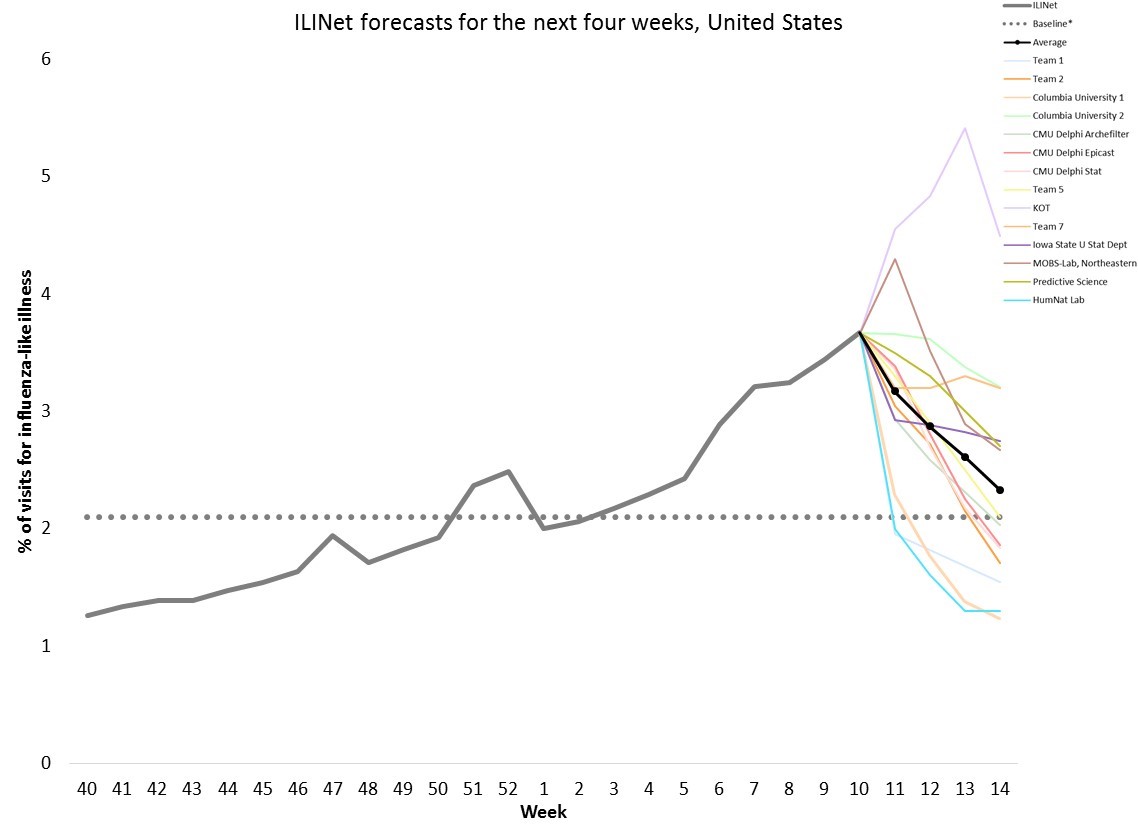 ILINet forecasts for the next four weeks, United States
ILINet
Baseline*
Average
Team 1
Team 2
Columbia University 1
Columbia University 2
CMU Delphi Archefilter
CMU Delphi Epicast
CMU Delphi Stat
Team 5
KOT
Team 7
Iowa State U Stat Dept
MOBS-Lab, Northeastern
Predictive Science
HumNat Lab
6
5
4
3
2
1
0
% of visits for influenza-like illness
40 41 42 43 44 45 46 47 48 49 50 51 52 1 2 3 4 5 6 7 8 9 10 11 12 13 14
Week